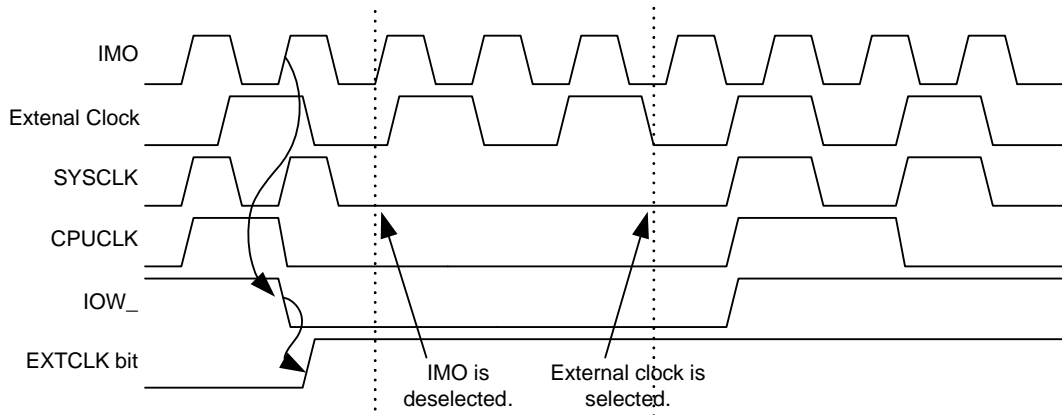 IMO
Extenal Clock
SYSCLK
CPUCLK
IOW_
EXTCLK bit
IMO is
deselected.
External clock is
selected.